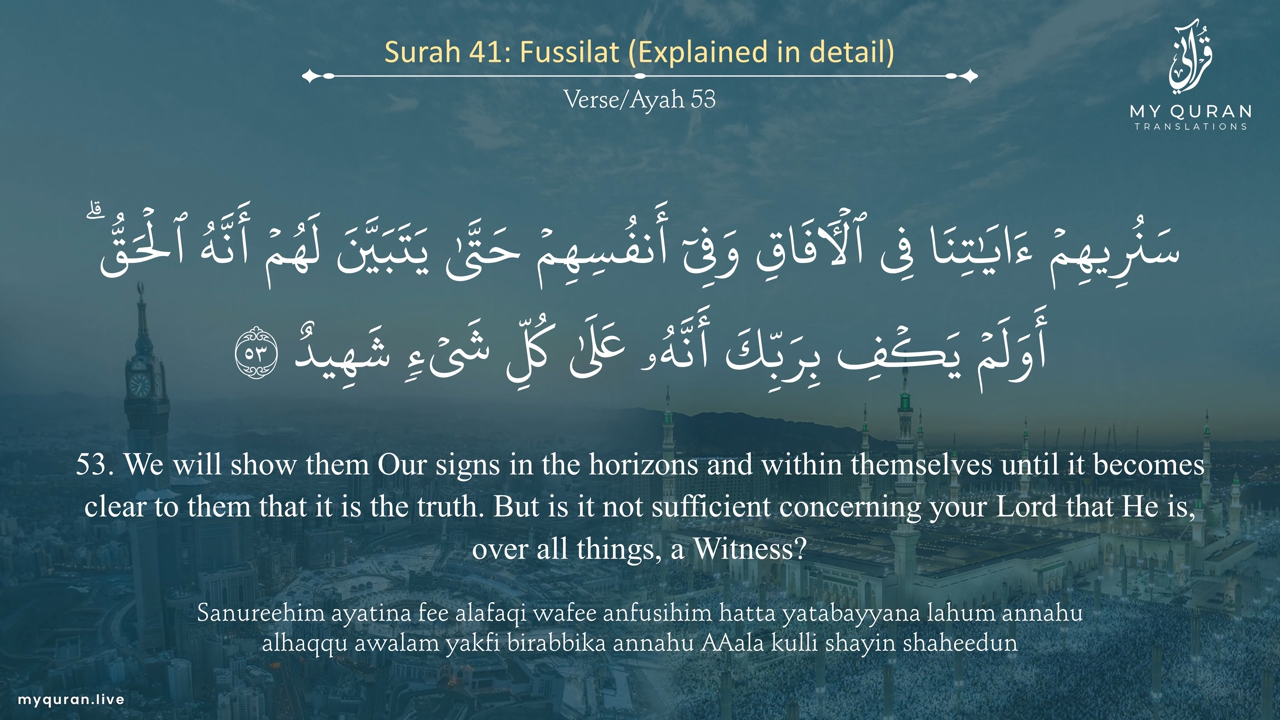 Surah 41: Fussilat (Explained in detail)
Verse/Ayah 53
قرآني
MY QURAN
TRANSLATIONS
سَنُرِيهِمْ ءَايَـٰتِنَا فِى ٱلْـَٔافَاقِ وَفِىٓ أَنفُسِهِمْ حَتَّىٰ يَتَبَيَّنَ لَهُمْ أَنَّهُ ٱلْحَقُّ ۗ
أَوَلَمْ يَكْفِ بِرَبِّكَ أَنَّهُۥ عَلَىٰ كُلِّ شَىْءٍۢ شَهِيدٌ ٥٣
53. We will show them Our signs in the horizons and within themselves until it becomes
clear to them that it is the truth. But is it not sufficient concerning your Lord that He is,
over all things, a Witness?
Sanureehim ayatina fee alafaqi wafee anfusihim hatta yatabayyana lahum annahu
alhaqqu awalam yakfi birabbika annahu AAala kulli shayin shaheedun
myquran.live